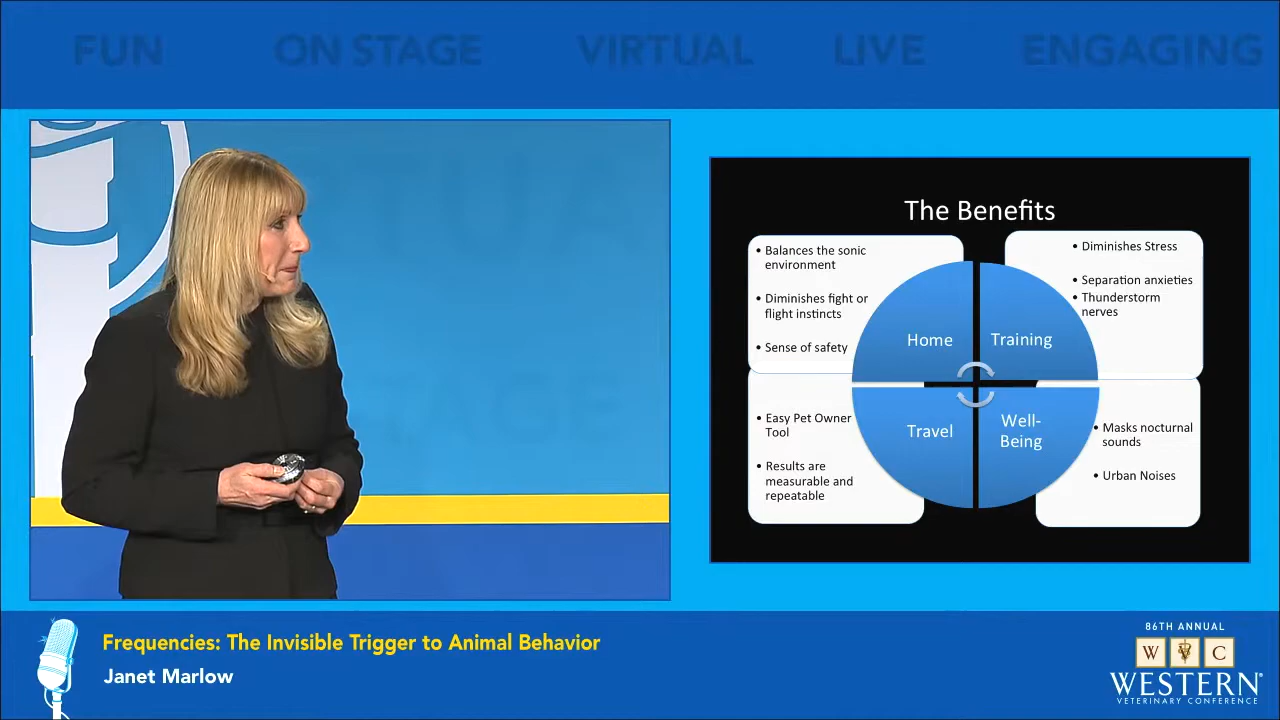 FUN ON STAGE VIRTUAL LIVE ENGAGING
The Benefits
• Balances the sonic
environment
• Diminishes fight or
flight instincts
• Sense of safety
• Diminishes Stress
• Separation anxieties
• Thunderstorm
nerves
Home
Training
• Easy Pet Owner
Tool
• Results are
measurable and
repeatable
Travel
Well-
Being
• Masks nocturnal
sounds
• Urban Noises
Frequencies: The Invisible Trigger to Animal Behavior
Janet Marlow
86TH ANNUAL
W C
WESTERN®
VETERINARY CONFERENCE